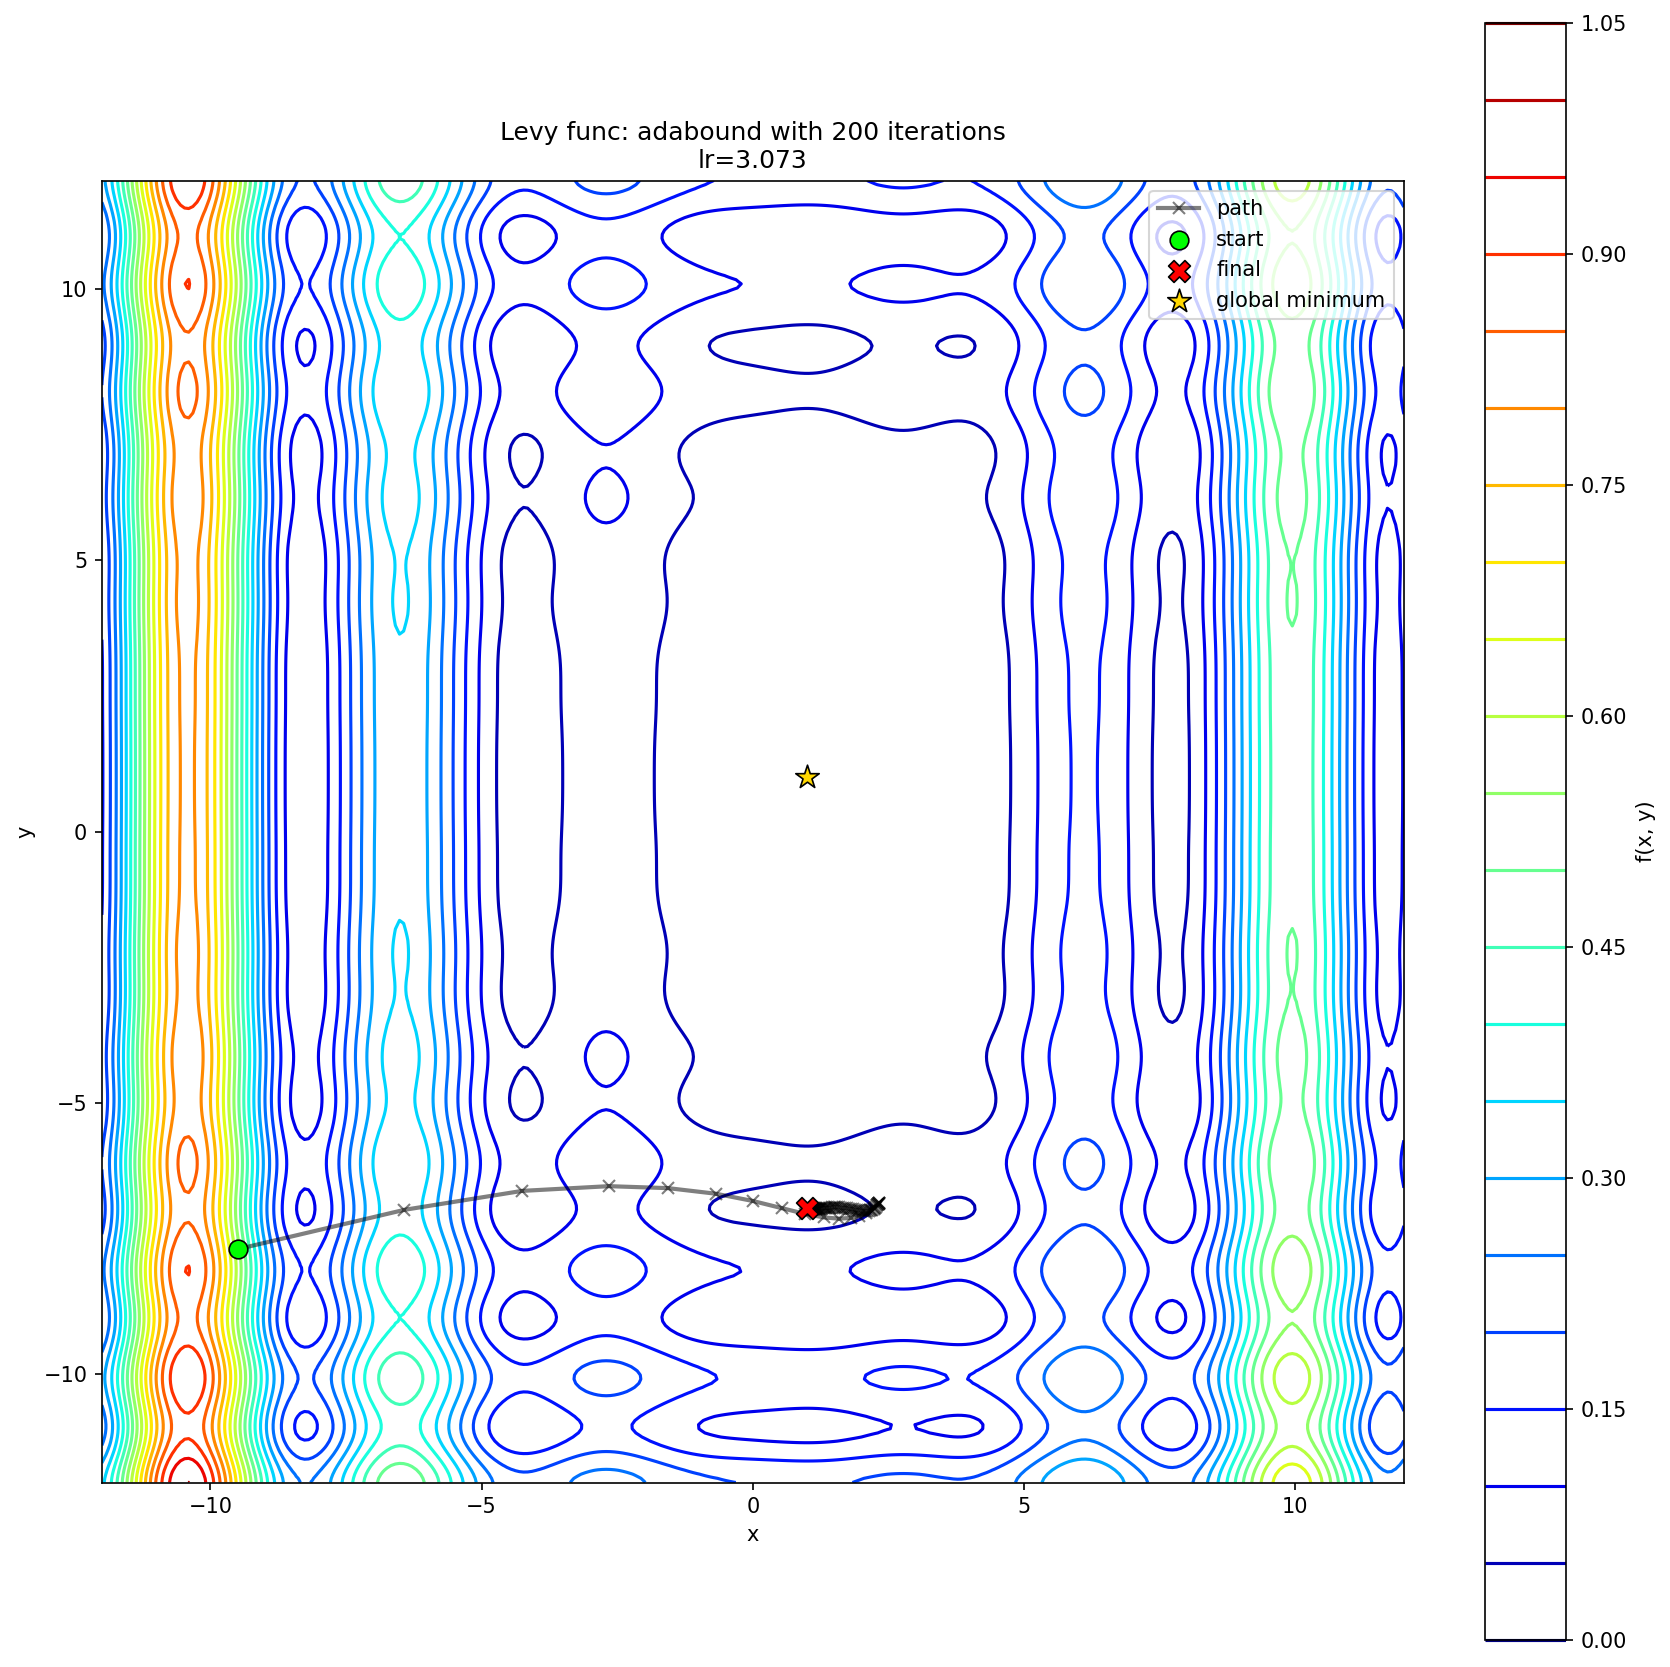 Levy func: adabound with 200 iterations
lr=3.073
path
start
final
global minimum
10
5
0
−5
−10
y
−10
−5
0
5
10
x
1.05
0.90
0.75
0.60
0.45
0.30
0.15
0.00
f(x, y)